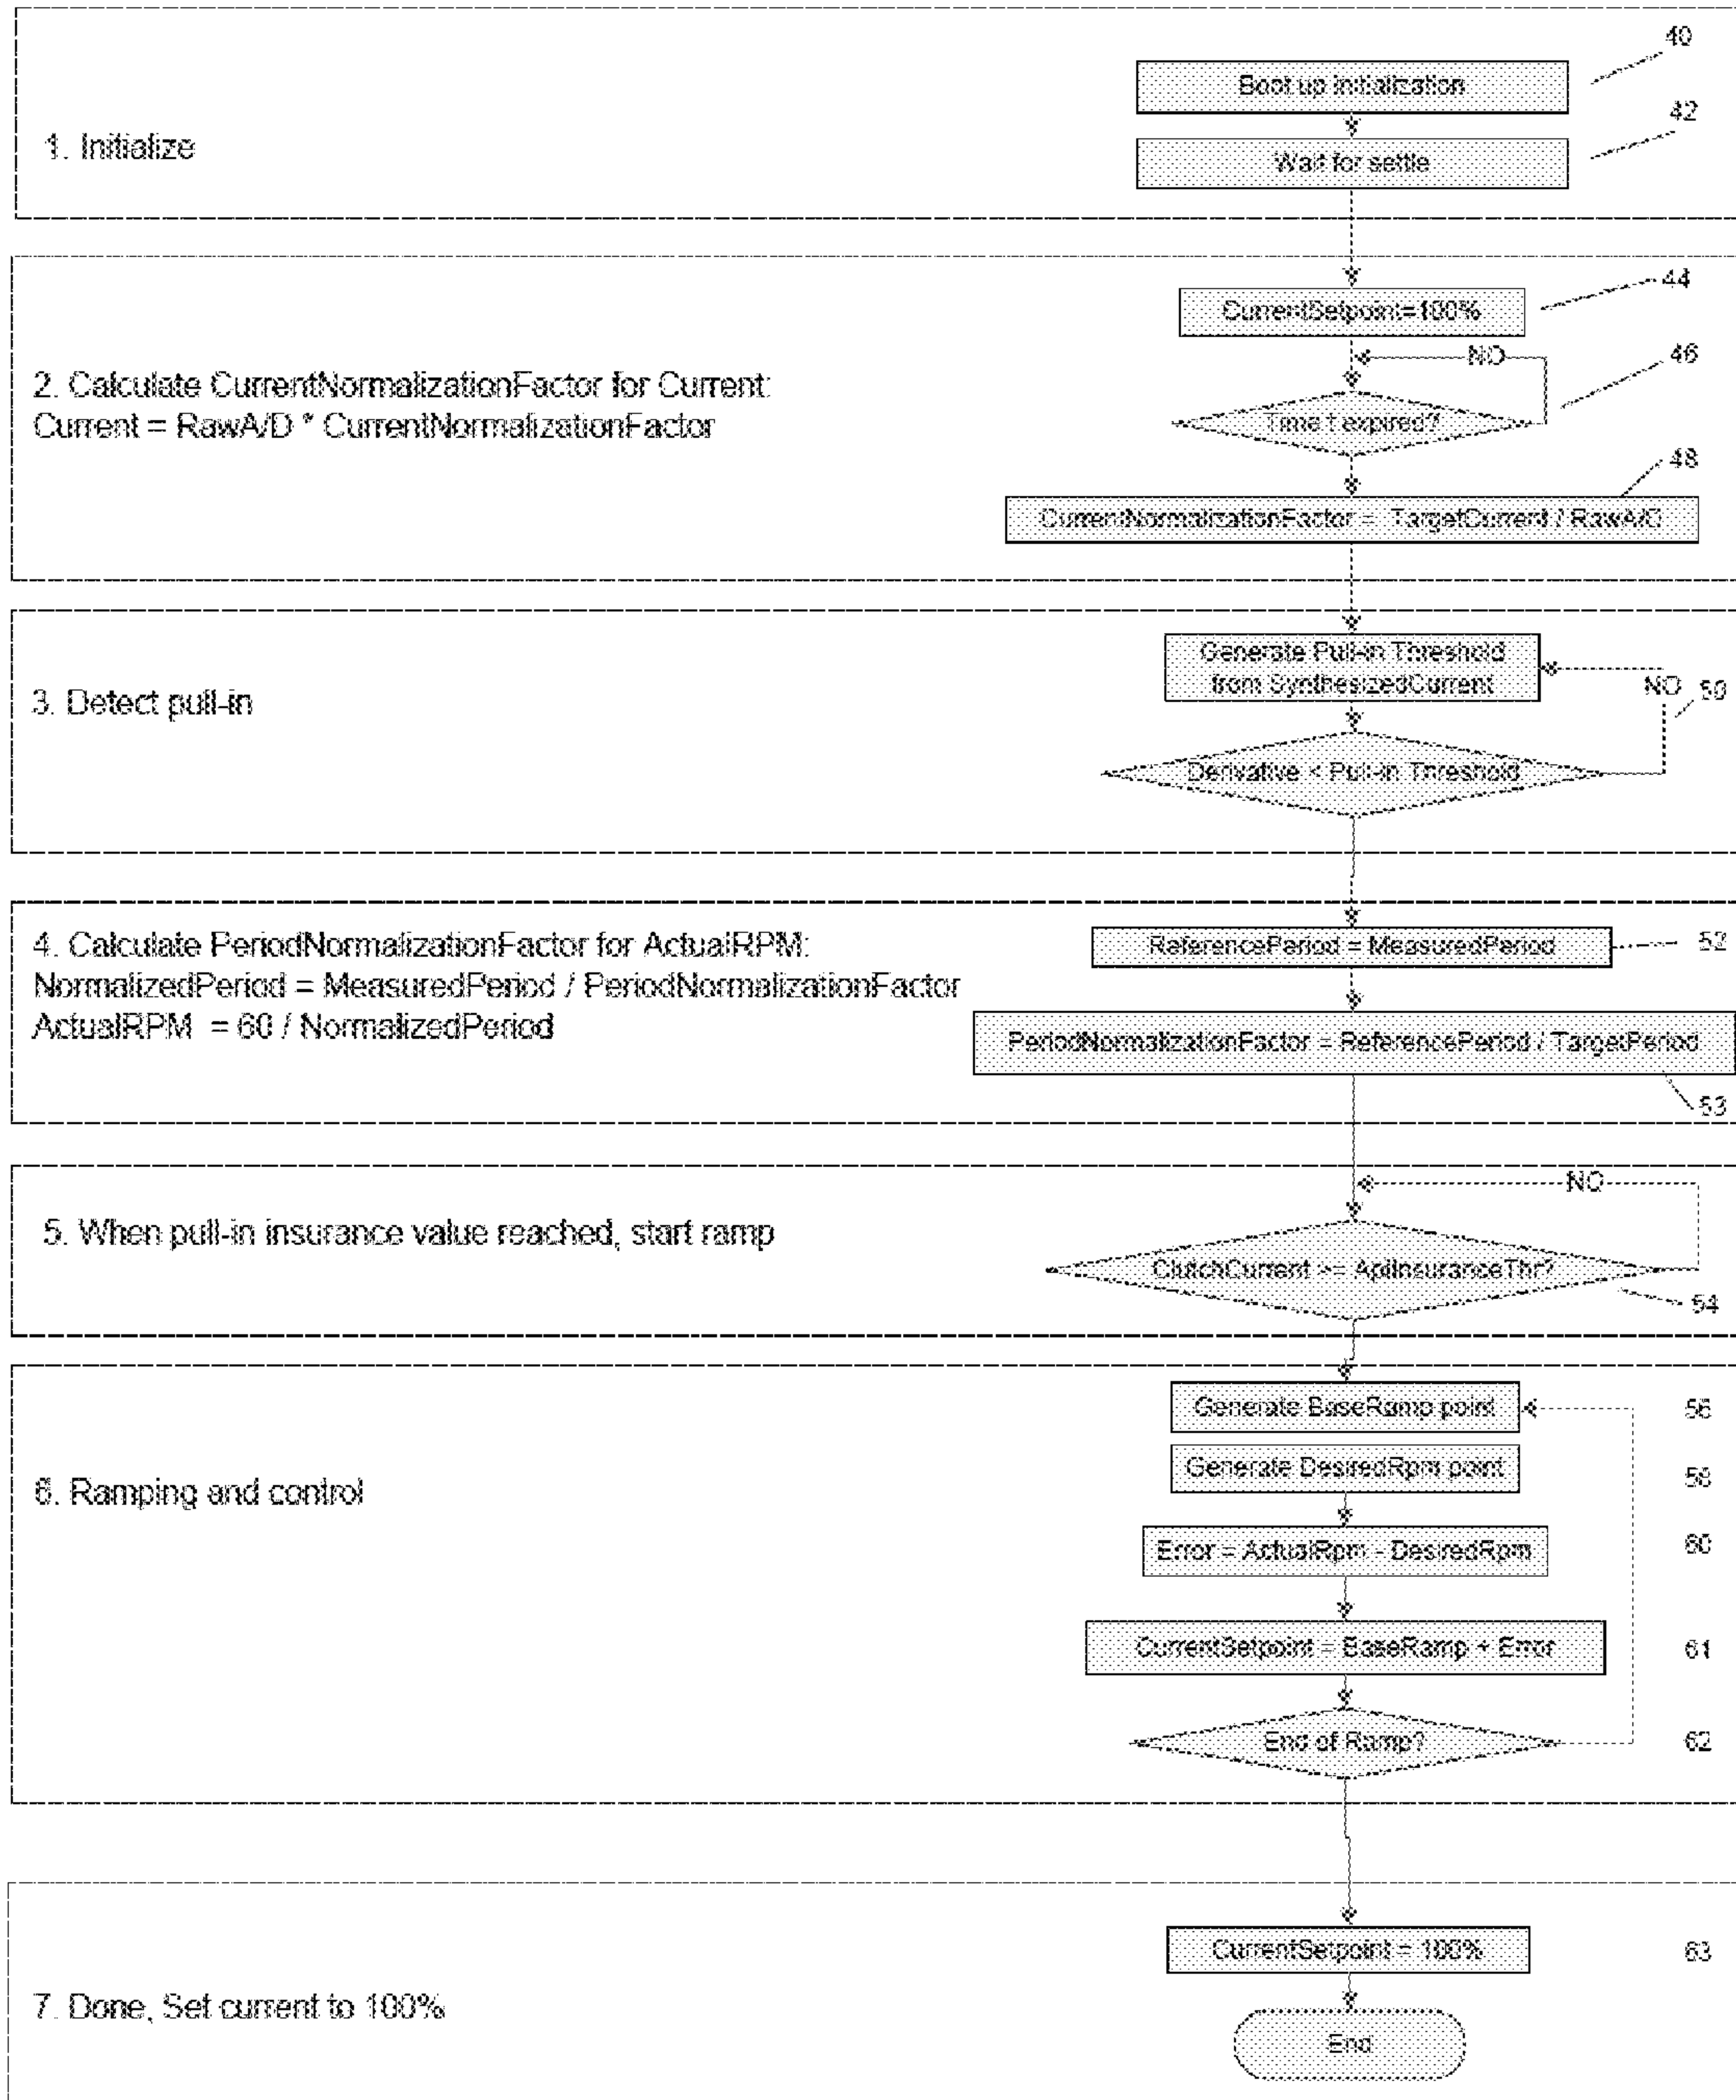 40
Boot up initialization
42
1. Initialize
Wait for settle
44
CurrentSetpoint=100%
NO
46
2. Calculate CurrentNormalizationFactor for Current:
Current = RawA/D * CurrentNormalizationFactor
Time t expired?
48
CurrentNormalizationFactor = TargetCurrent / RawA/D
3. Detect pull-in
Generate Pull-in Threshold
from SynthesizedCurrent
NO
50
Derivative < Pull-in Threshold
4. Calculate PeriodNormalizationFactor for ActualRPM:
NormalizedPeriod = MeasuredPeriod / PeriodNormalizationFactor
ActualRPM = 60 / NormalizedPeriod
ReferencePeriod = MeasuredPeriod
52
PeriodNormalizationFactor = ReferencePeriod / TargetPeriod
53
NO
5. When pull-in insurance value reached, start ramp
ClutchCurrent >= ApiInsuranceThr?
54
Generate BaseRamp point
56
6. Ramping and control
Generate DesiredRpm point
58
Error = ActualRpm - DesiredRpm
60
CurrentSetpoint = BaseRamp + Error
61
End of Ramp?
62
CurrentSetpoint = 100%
63
7. Done, Set current to 100%
End